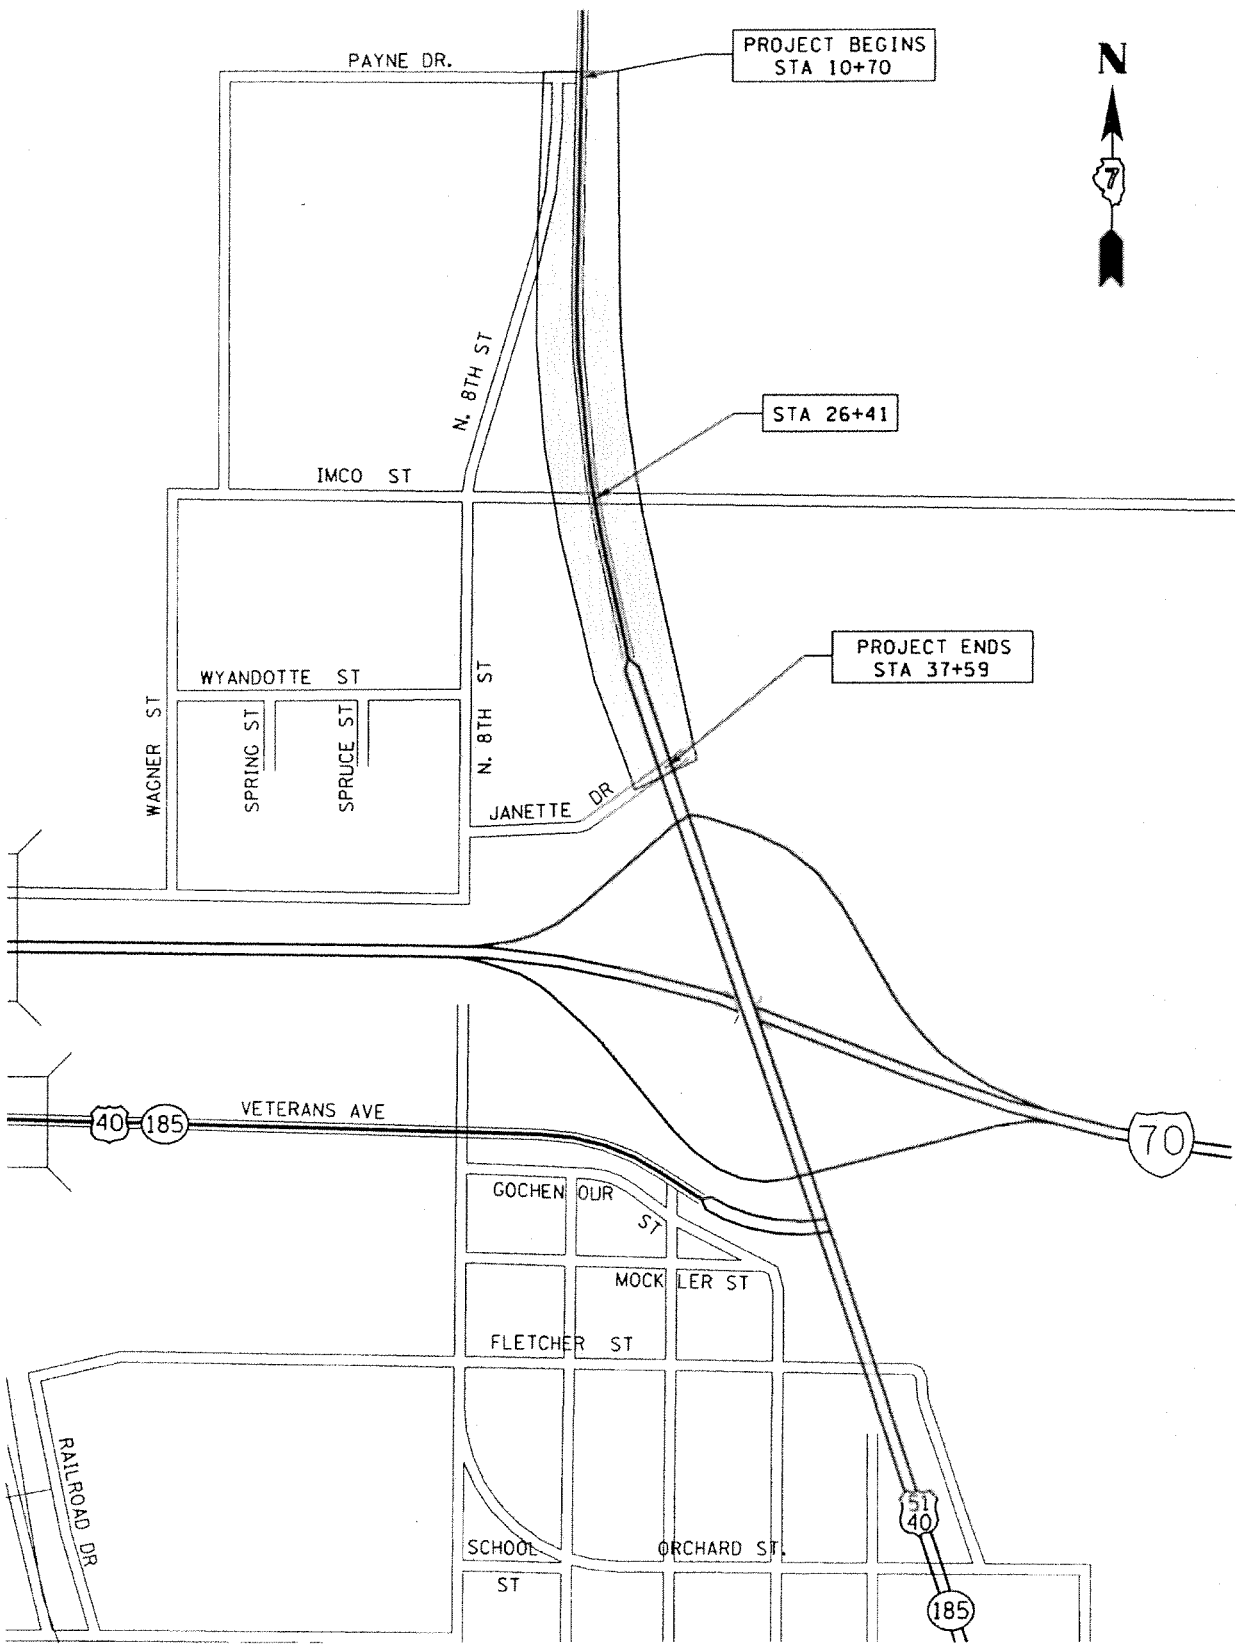 PROJECT BEGINS
STA 10+70
N
PAYNE DR.
7
N. 8TH ST
STA 26+41
IMCO ST
PROJECT ENDS
STA 37+59
WYANDOTTE ST
WAGNER ST
SPRING ST
SPRUCE ST
N. 8TH ST
JANETTE DR
40
185
VETERANS AVE
70
GOCHENOUR
ST
MOCKLER ST
FLETCHER ST
RAILROAD DR
51
40
SCHOOL
ST
ORCHARD ST.
185